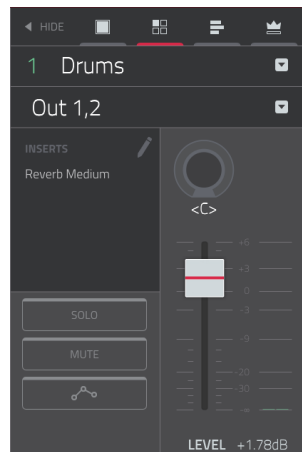 HIDE
1 Drums
Out 1,2
INSERTS
Reverb Medium
<C>
+6
+3
0
-3
-9
-20
-30
-∞
SOLO
MUTE
LEVEL +1.78dB